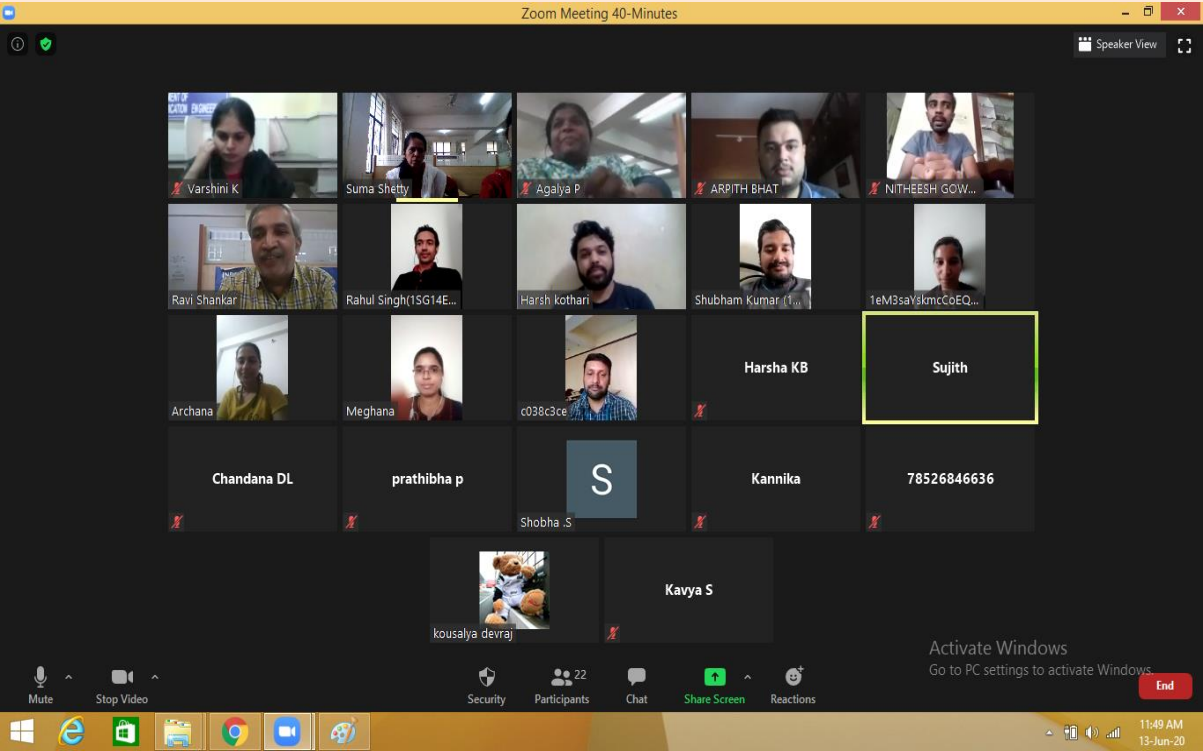 Zoom Meeting 40-Minutes
Speaker View
Varshini K
Suma Shetty
Agalya P
ARPITH BHAT
NITHEESH GOW...
Ravi Shankar
Rahul Singh(1SG14E...
Harsh kothari
Shubham Kumar (1...
1eM3saYskmcCoEQ...
Archana
Meghana
c038c3ce
Harsha KB
Sujith
Chandana DL
prathibha p
S
Shobha .S
Kannika
78526846636
kousalya devraj
Kavya S
Activate Windows
Go to PC settings to activate Windows.
Mute
Stop Video
Security
22
Participants
Chat
Share Screen
Reactions
End
11:49 AM
13-Jun-20